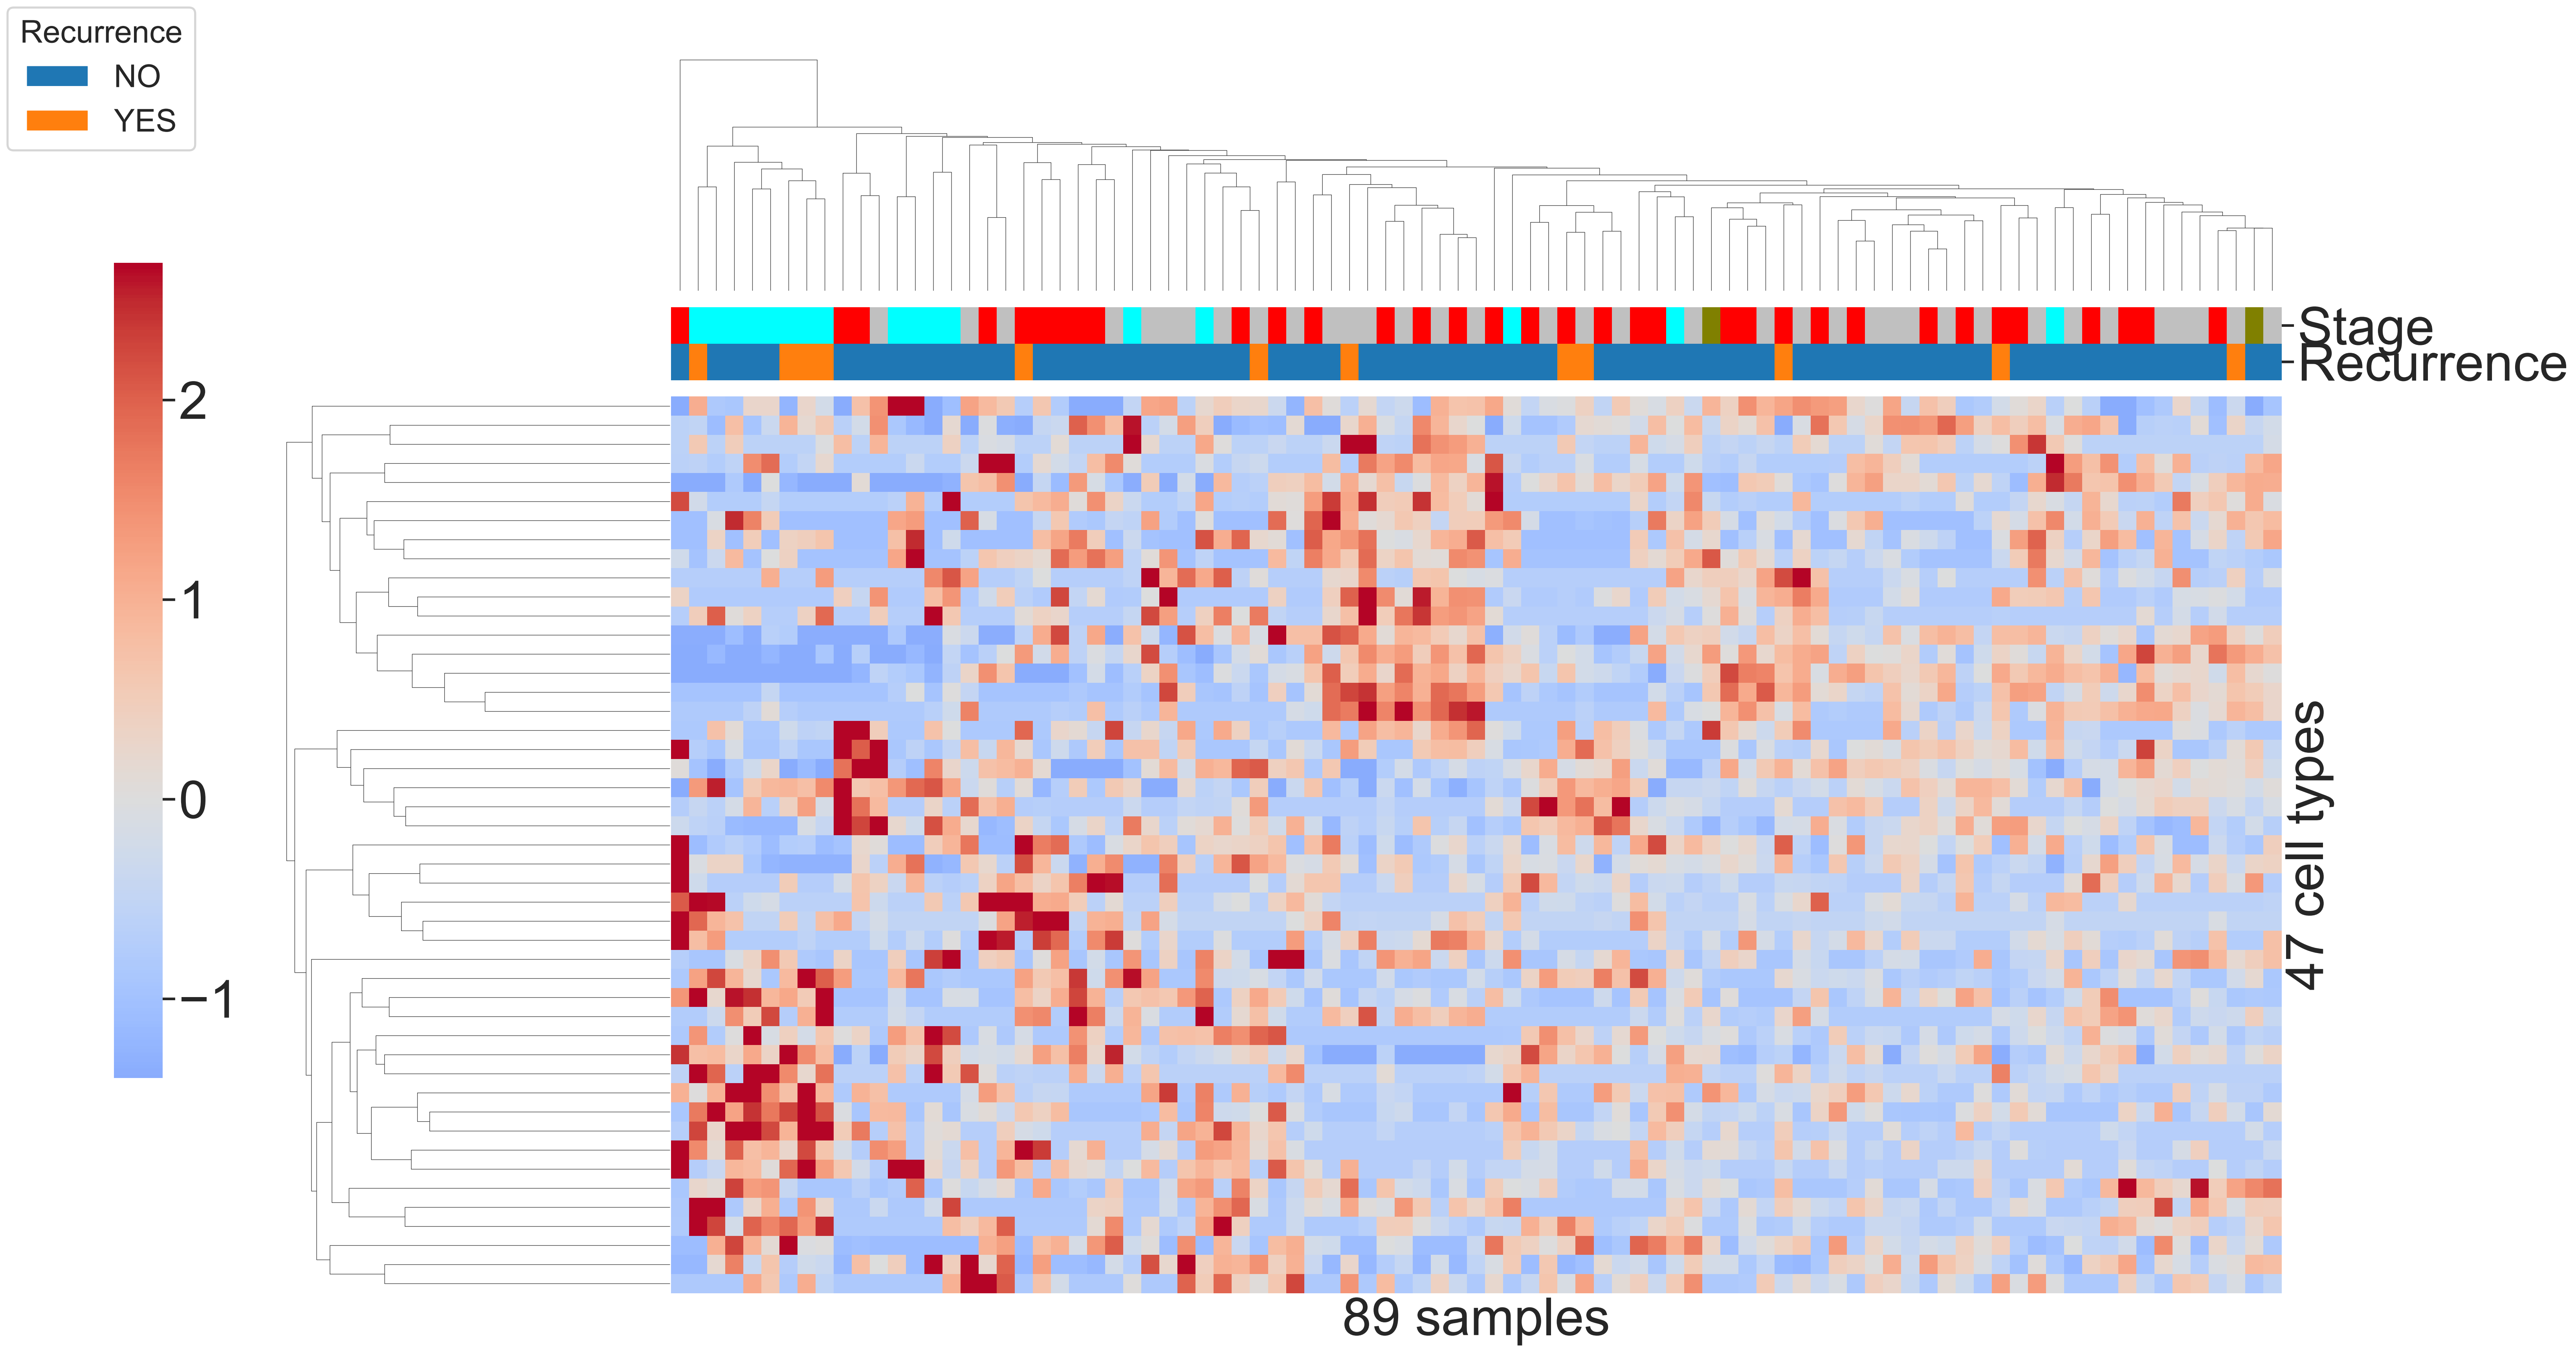 Recurrence
NO
YES
Stage
Recurrence
2
1
0
−1
47 cell types
89 samples